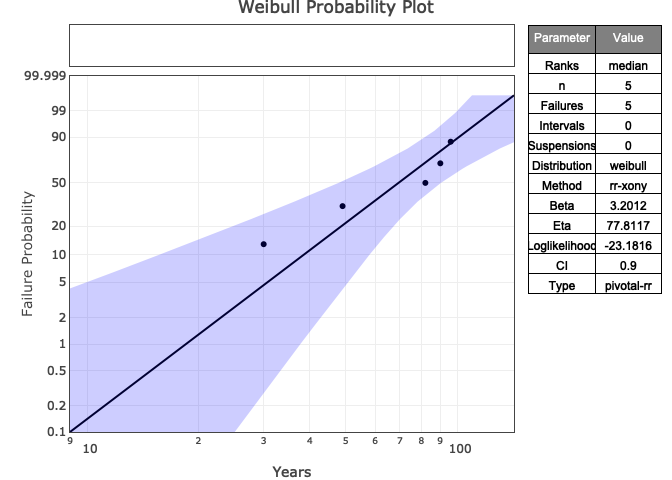 Weibull Probability Plot
Parameter Value
Ranks median
n 5
Failures 5
Intervals 0
Suspensions 0
Distribution weibull
Method rr-xony
Beta 3.2012
Eta 77.8117
Loglikelihood -23.1816
CI 0.9
Type pivotal-rr
Failure Probability
99.999
99
90
50
20
10
5
2
1
0.5
0.2
0.1
9 10 2 3 4 5 6 7 8 9 100
Years